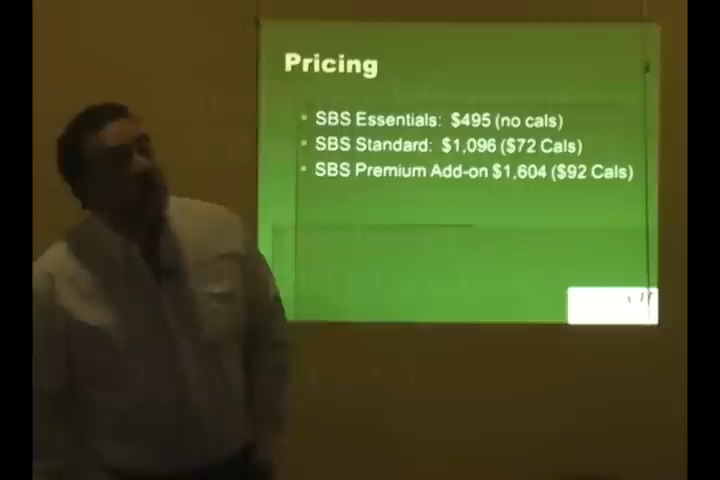 Pricing
SBS Essentials: $495 (no cals)
SBS Standard: $1,096 ($72 Cals)
SBS Premium Add-on $1,604 ($92 Cals)